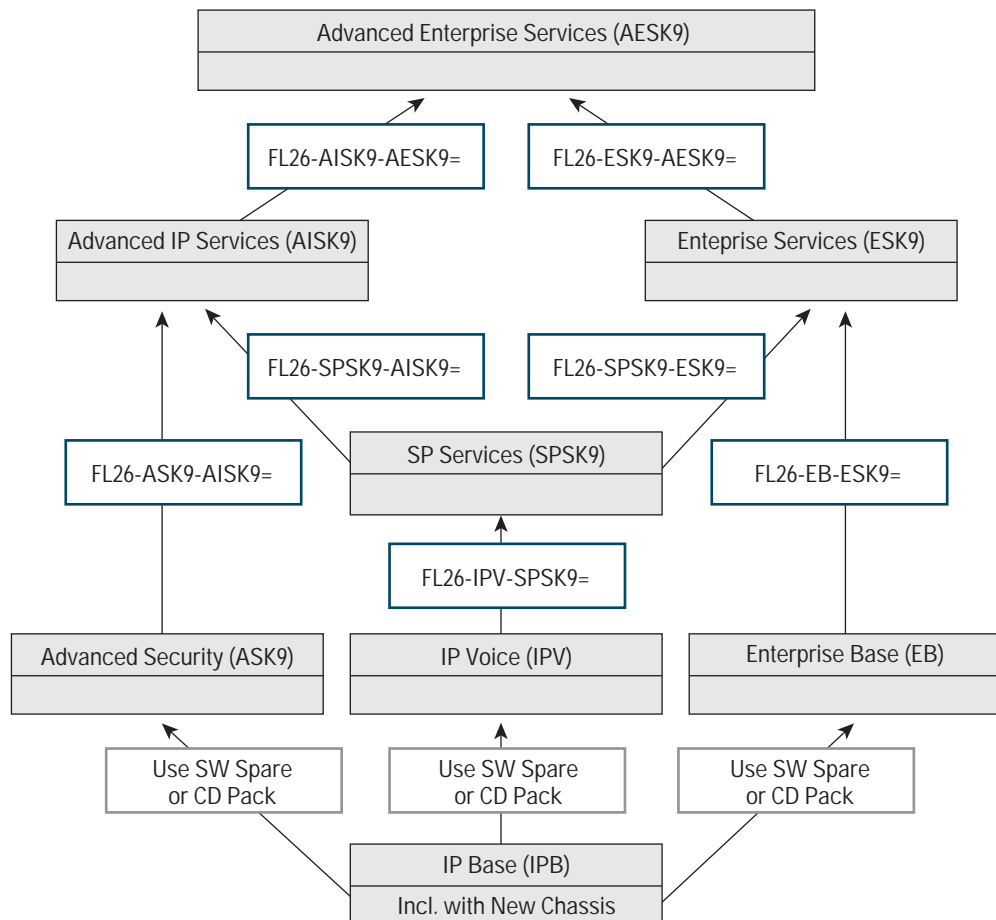 Advanced Enterprise Services (AESK9)
FL26-AISK9-AESK9=
FL26-ESK9-AESK9=
Advanced IP Services (AISK9)
Enteprise Services (ESK9)
FL26-SPSK9-AISK9=
FL26-SPSK9-ESK9=
SP Services (SPSK9)
FL26-ASK9-AISK9=
FL26-EB-ESK9=
FL26-IPV-SPSK9=
Advanced Security (ASK9)
IP Voice (IPV)
Enterprise Base (EB)
Use SW Spare
or CD Pack
Use SW Spare
or CD Pack
Use SW Spare
or CD Pack
IP Base (IPB)
Incl. with New Chassis